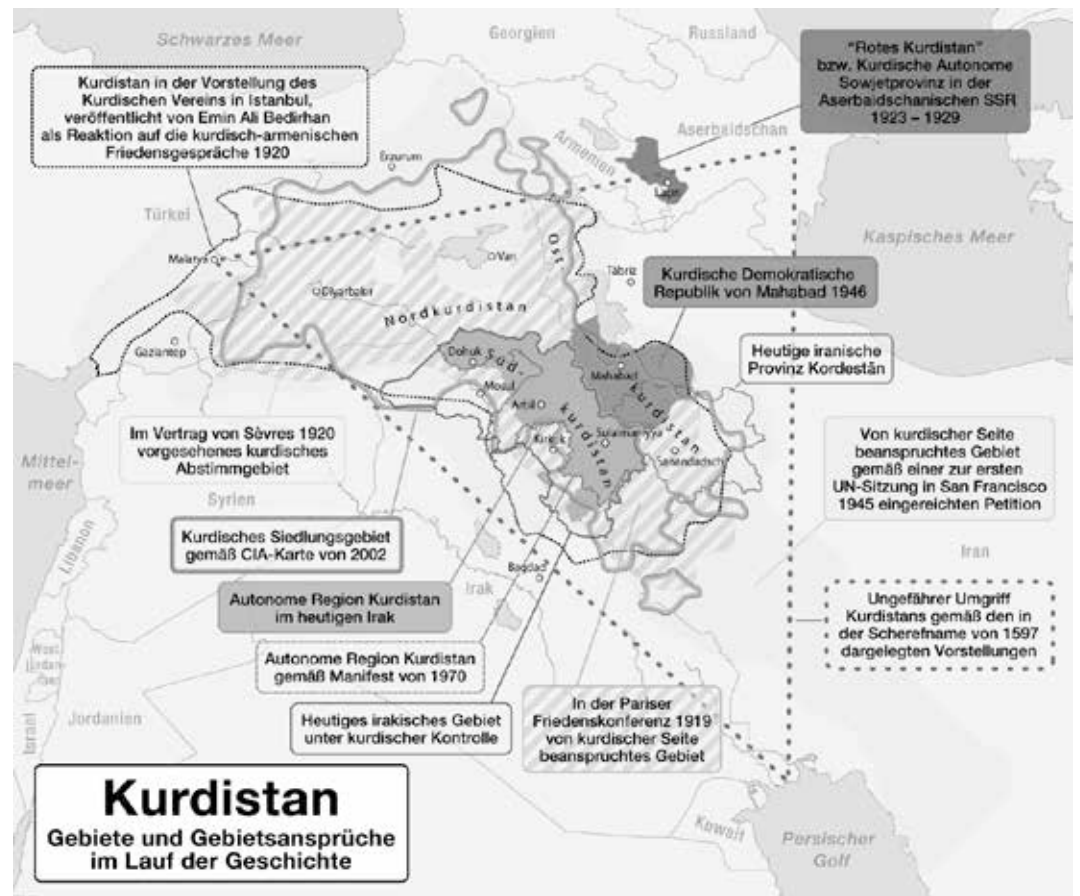 Schwarzes Meer
Georgien
Russland
"Rotes Kurdistan"
bzw. Kurdische Autonome
Sowjetprovinz in der
Aserbaidschanischen SSR
1923 – 1929
Kurdistan in der Vorstellung des
Kurdischen Vereins in Istanbul,
veröffentlicht von Emin Ali Bedirhan
als Reaktion auf die kurdisch-armenischen
Friedensgespräche 1920
Aserbaidschan
Armenien
Erzurum
Türkei
Kaspisches Meer
Malatya
Van
Ost-
Täbriz
Diyarbakır
Nordkurdistan
Kurdische Demokratische
Republik von Mahabad 1946
Gaziantep
Dohuk
Süd-
Mahabad
Heutige iranische
Provinz Kordestān
Mosul
Arbil
kurdistan
kurdistan
Kirkuk
Sulaimaniyya
Sanandadsch
Im Vertrag von Sèvres 1920
vorgesehenes kurdisches
Abstimmgebiet
Von kurdischer Seite
beanspruchtes Gebiet
gemäß einer zur ersten
UN-Sitzung in San Francisco
1945 eingereichten Petition
Mittel-
meer
Syrien
Libanon
Kurdisches Siedlungsgebiet
gemäß CIA-Karte von 2002
Iran
Bagdad
Irak
Autonome Region Kurdistan
im heutigen Irak
Ungefährer Umgriff
Kurdistans gemäß den in
der Scherefname von 1597
dargelegten Vorstellungen
Autonome Region Kurdistan
gemäß Manifest von 1970
Jordanien
Israel
Heutiges irakisches Gebiet
unter kurdischer Kontrolle
In der Pariser
Friedenskonferenz 1919
von kurdischer Seite
beanspruchtes Gebiet
Kurdistan
Gebiete und Gebietsansprüche
im Lauf der Geschichte
Kuwait
Persischer
Golf